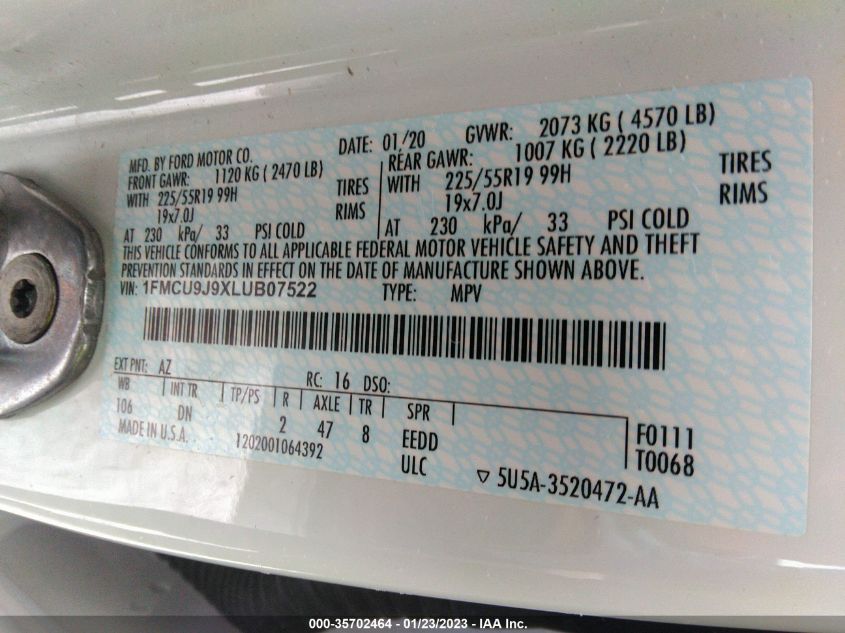 MFD. BY FORD MOTOR CO. DATE: 01/20 GVWR: 2073 KG ( 4570 LB)
FRONT GAWR: 1120 KG ( 2470 LB) REAR GAWR: 1007 KG ( 2220 LB)
WITH 225/55R19 99H TIRES WITH 225/55R19 99H TIRES
19x7.0J RIMS 19x7.0J RIMS
AT 230 kPa/ 33 PSI COLD AT 230 kPa/ 33 PSI COLD
THIS VEHICLE CONFORMS TO ALL APPLICABLE FEDERAL MOTOR VEHICLE SAFETY AND THEFT
PREVENTION STANDARDS IN EFFECT ON THE DATE OF MANUFACTURE SHOWN ABOVE.
VIN: 1FMCU9J9XLUB07522 TYPE: MPV
EXT PNT: AZ RC: 16 DSO:
WB INT TR TP/PS R AXLE TR SPR
106 DN 2 47 8 EEDD F0111
MADE IN U.S.A. 1202001064392 ULC T0068
▽ 5U5A-3520472-AA
000-35702464 - 01/23/2023 - IAA Inc.